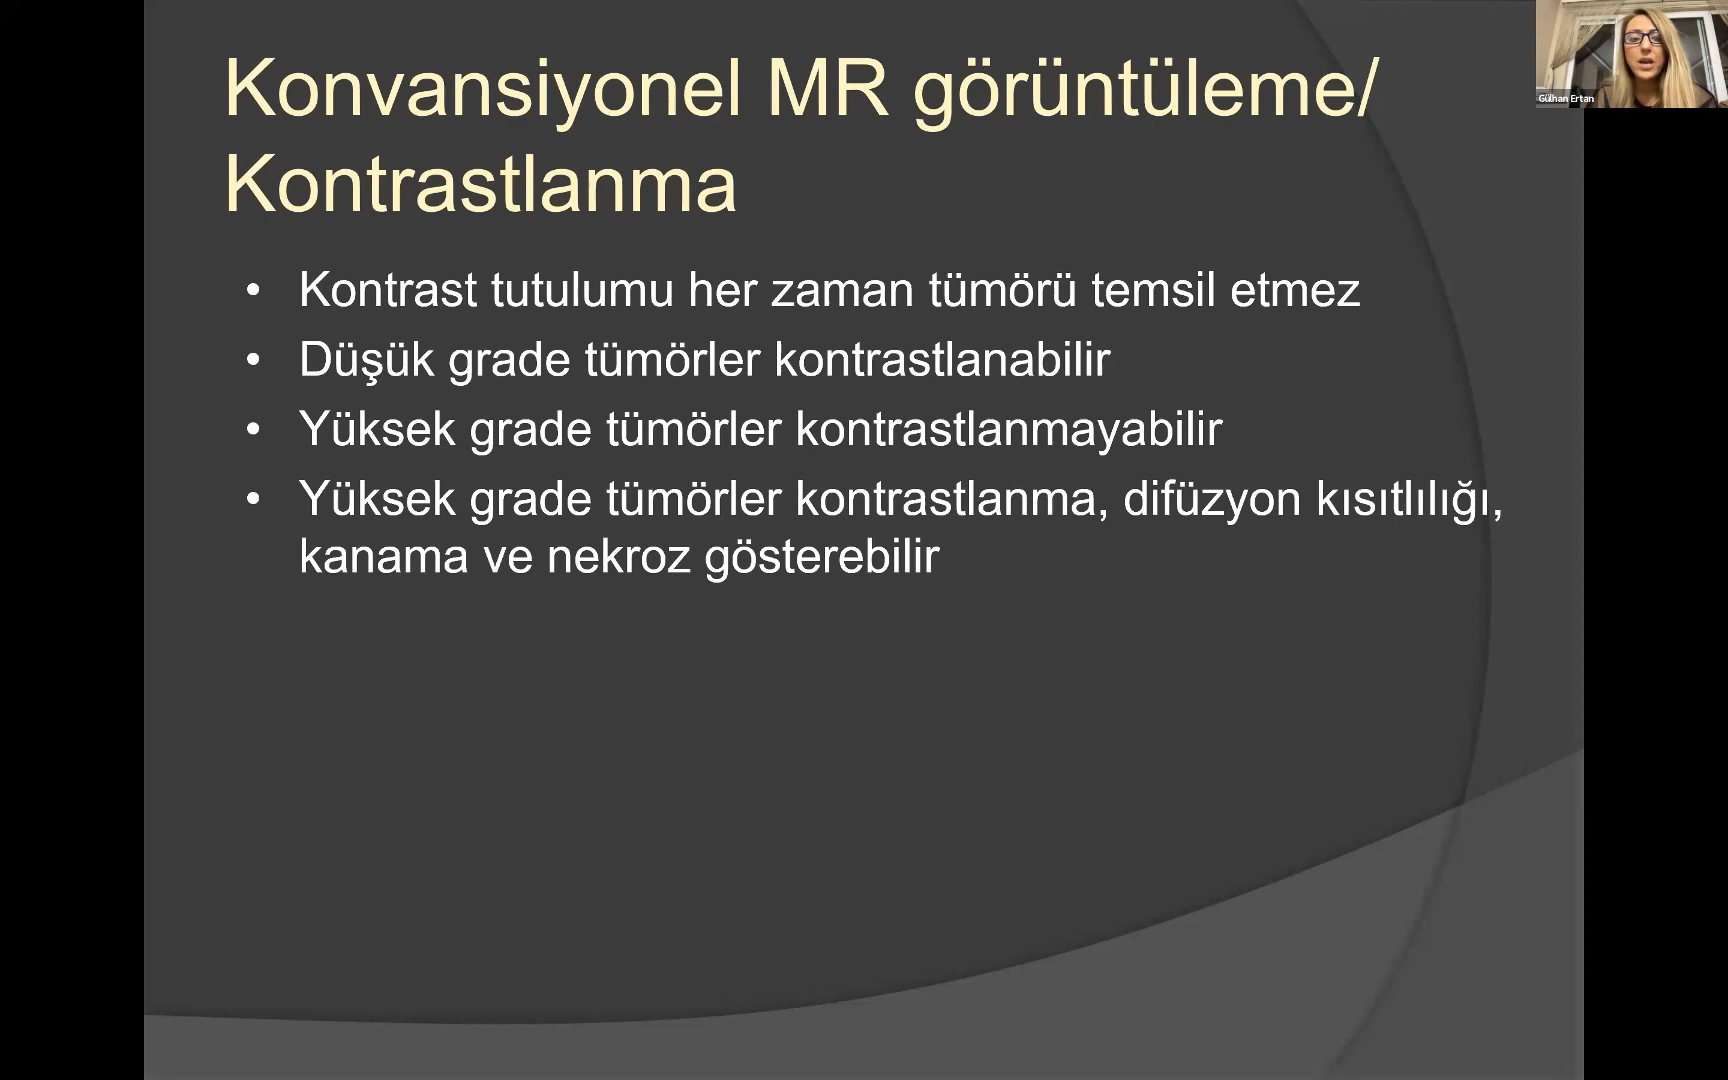 Konvansiyonel MR görüntüleme/
Kontrastlanma
• Kontrast tutulumu her zaman tümörü temsil etmez
• Düşük grade tümörler kontrastlanabilir
• Yüksek grade tümörler kontrastlanmayabilir
• Yüksek grade tümörler kontrastlanma, difüzyon kısıtlılığı,
kanama ve nekroz gösterebilir
Gülhan Ertan